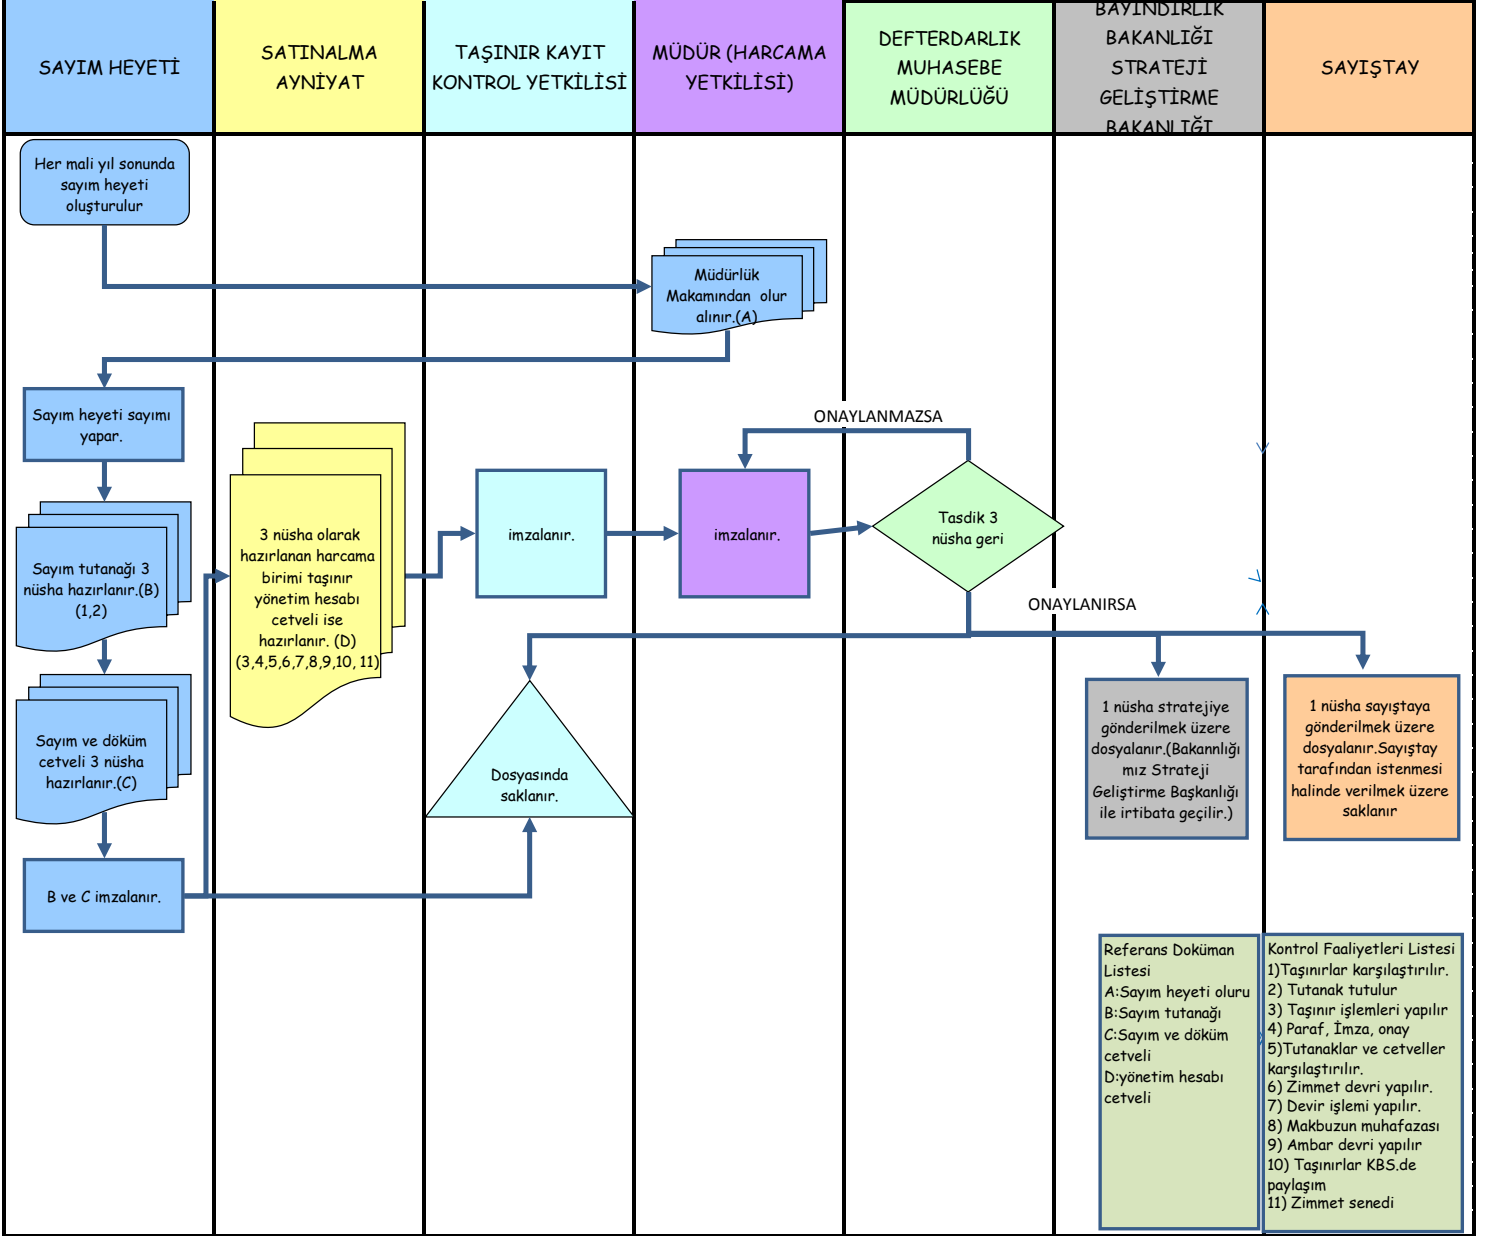 SAYIM HEYETİ
SATINALMA
AYNİYAT
TAŞINIR KAYIT
KONTROL YETKİLİSİ
MÜDÜR (HARCAMA
YETKİLİSİ)
DEFTERDARLIK
MUHASEBE
MÜDÜRLÜĞÜ
BAYINDIRLIK
BAKANLIĞI
STRATEJİ
GELİŞTİRME
BAKANLIĞI
SAYIŞTAY
Her mali yıl sonunda
sayım heyeti
oluşturulur
Müdürlük
Makamından olur
alınır.(A)
Sayım heyeti sayımı
yapar.
Sayım tutanağı 3
nüsha hazırlanır.(B)
(1,2)
Sayım ve döküm
cetveli 3 nüsha
hazırlanır.(C)
B ve C imzalanır.
3 nüsha olarak
hazırlanan harcama
birimi taşınır
yönetim hesabı
cetveli ise
hazırlanır. (D)
(3,4,5,6,7,8,9,10, 11)
imzalanır.
imzalanır.
ONAYLANMAZSA
Tasdik 3
nüsha geri
ONAYLANIRSA
Dosyasında
saklanır.
1 nüsha stratejiye
gönderilmek üzere
dosyalanır.(Bakannlığı
mız Strateji
Geliştirme Başkanlığı
ile irtibata geçilir.)
1 nüsha sayıştaya
gönderilmek üzere
dosyalanır.Sayıştay
tarafından istenmesi
halinde verilmek üzere
saklanır
Referans Doküman
Listesi
A:Sayım heyeti oluru
B:Sayım tutanağı
C:Sayım ve döküm
cetveli
D:yönetim hesabı
cetveli
Kontrol Faaliyetleri Listesi
1)Taşınırlar karşılaştırılır.
2) Tutanak tutulur
3) Taşınır işlemleri yapılır
4) Paraf, İmza, onay
5)Tutanaklar ve cetveller
karşılaştırılır.
6) Zimmet devri yapılır.
7) Devir işlemi yapılır.
8) Makbuzun muhafazası
9) Ambar devri yapılır
10) Taşınırlar KBS.de
paylaşım
11) Zimmet senedi